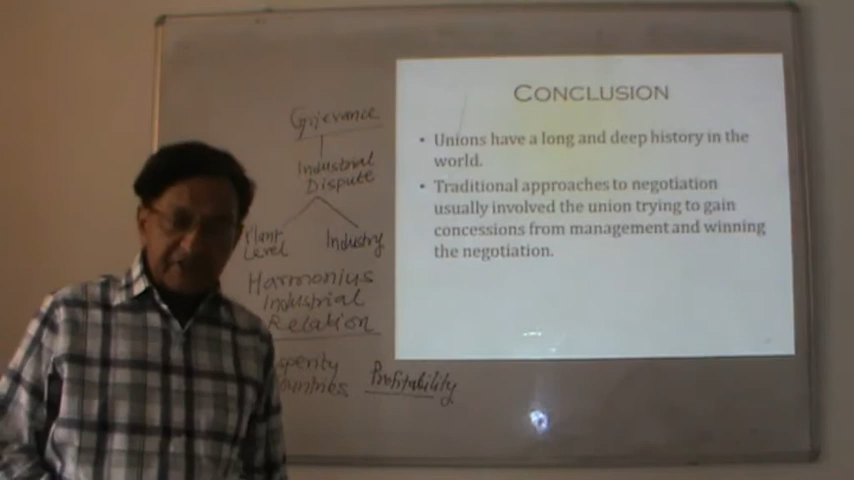 Grievance
Industrial
Dispute
Plant
Level
Industry
Harmonius
Industrial
Relation
Profitability
CONCLUSION
• Unions have a long and deep history in the
world.
• Traditional approaches to negotiation
usually involved the union trying to gain
concessions from management and winning
the negotiation.